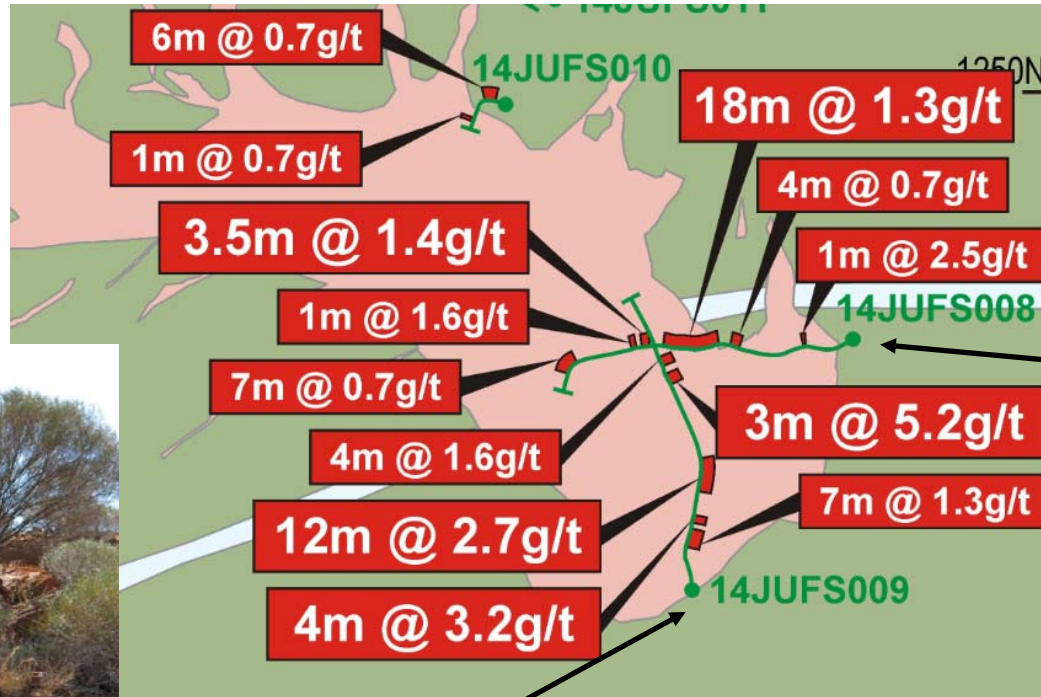 6m @ 0.7g/t
14JUFS010
1m @ 0.7g/t
18m @ 1.3g/t
4m @ 0.7g/t
3.5m @ 1.4g/t
1m @ 2.5g/t
14JUFS008
1m @ 1.6g/t
7m @ 0.7g/t
3m @ 5.2g/t
4m @ 1.6g/t
7m @ 1.3g/t
12m @ 2.7g/t
14JUFS009
4m @ 3.2g/t